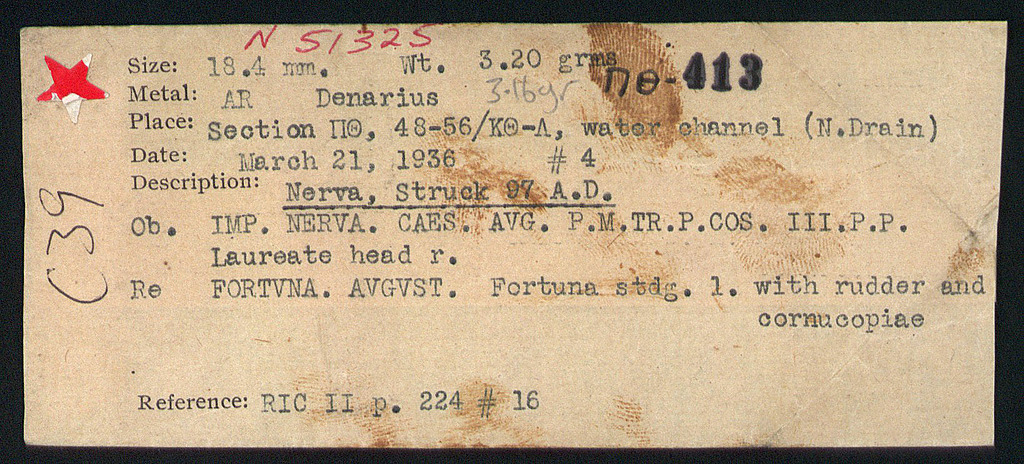 N 51325
Size: 18.4 mm. Wt. 3.20 grms
ΠΘ-413
Metal: AR Denarius 3.16gr
Place: Section ΠΘ, 48-56/ΚΘ-Λ, water channel (N.Drain)
Date: March 21, 1936 # 4
Description: Nerva, Struck 97 A.D.
Ob. IMP. NERVA. CAES. AVG. P.M.TR.P.COS. III.P.P.
Laureate head r.
Re FORTVNA. AVGVST. Fortuna stdg. l. with rudder and
cornucopiae
Reference: RIC II p. 224 # 16
C39